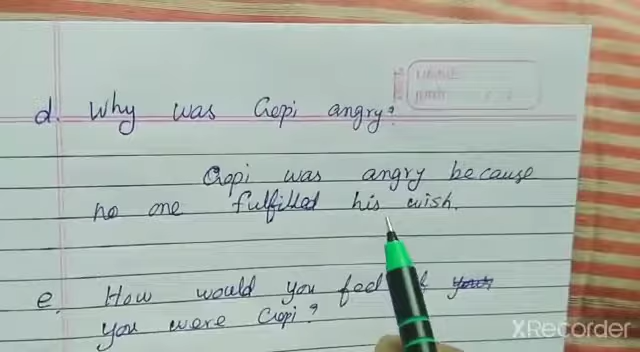 d. Why was Gopi angry?
Gopi was angry because
no one fulfilled his wish.
e. How would you feel if your
you were Gopi?
XRecorder